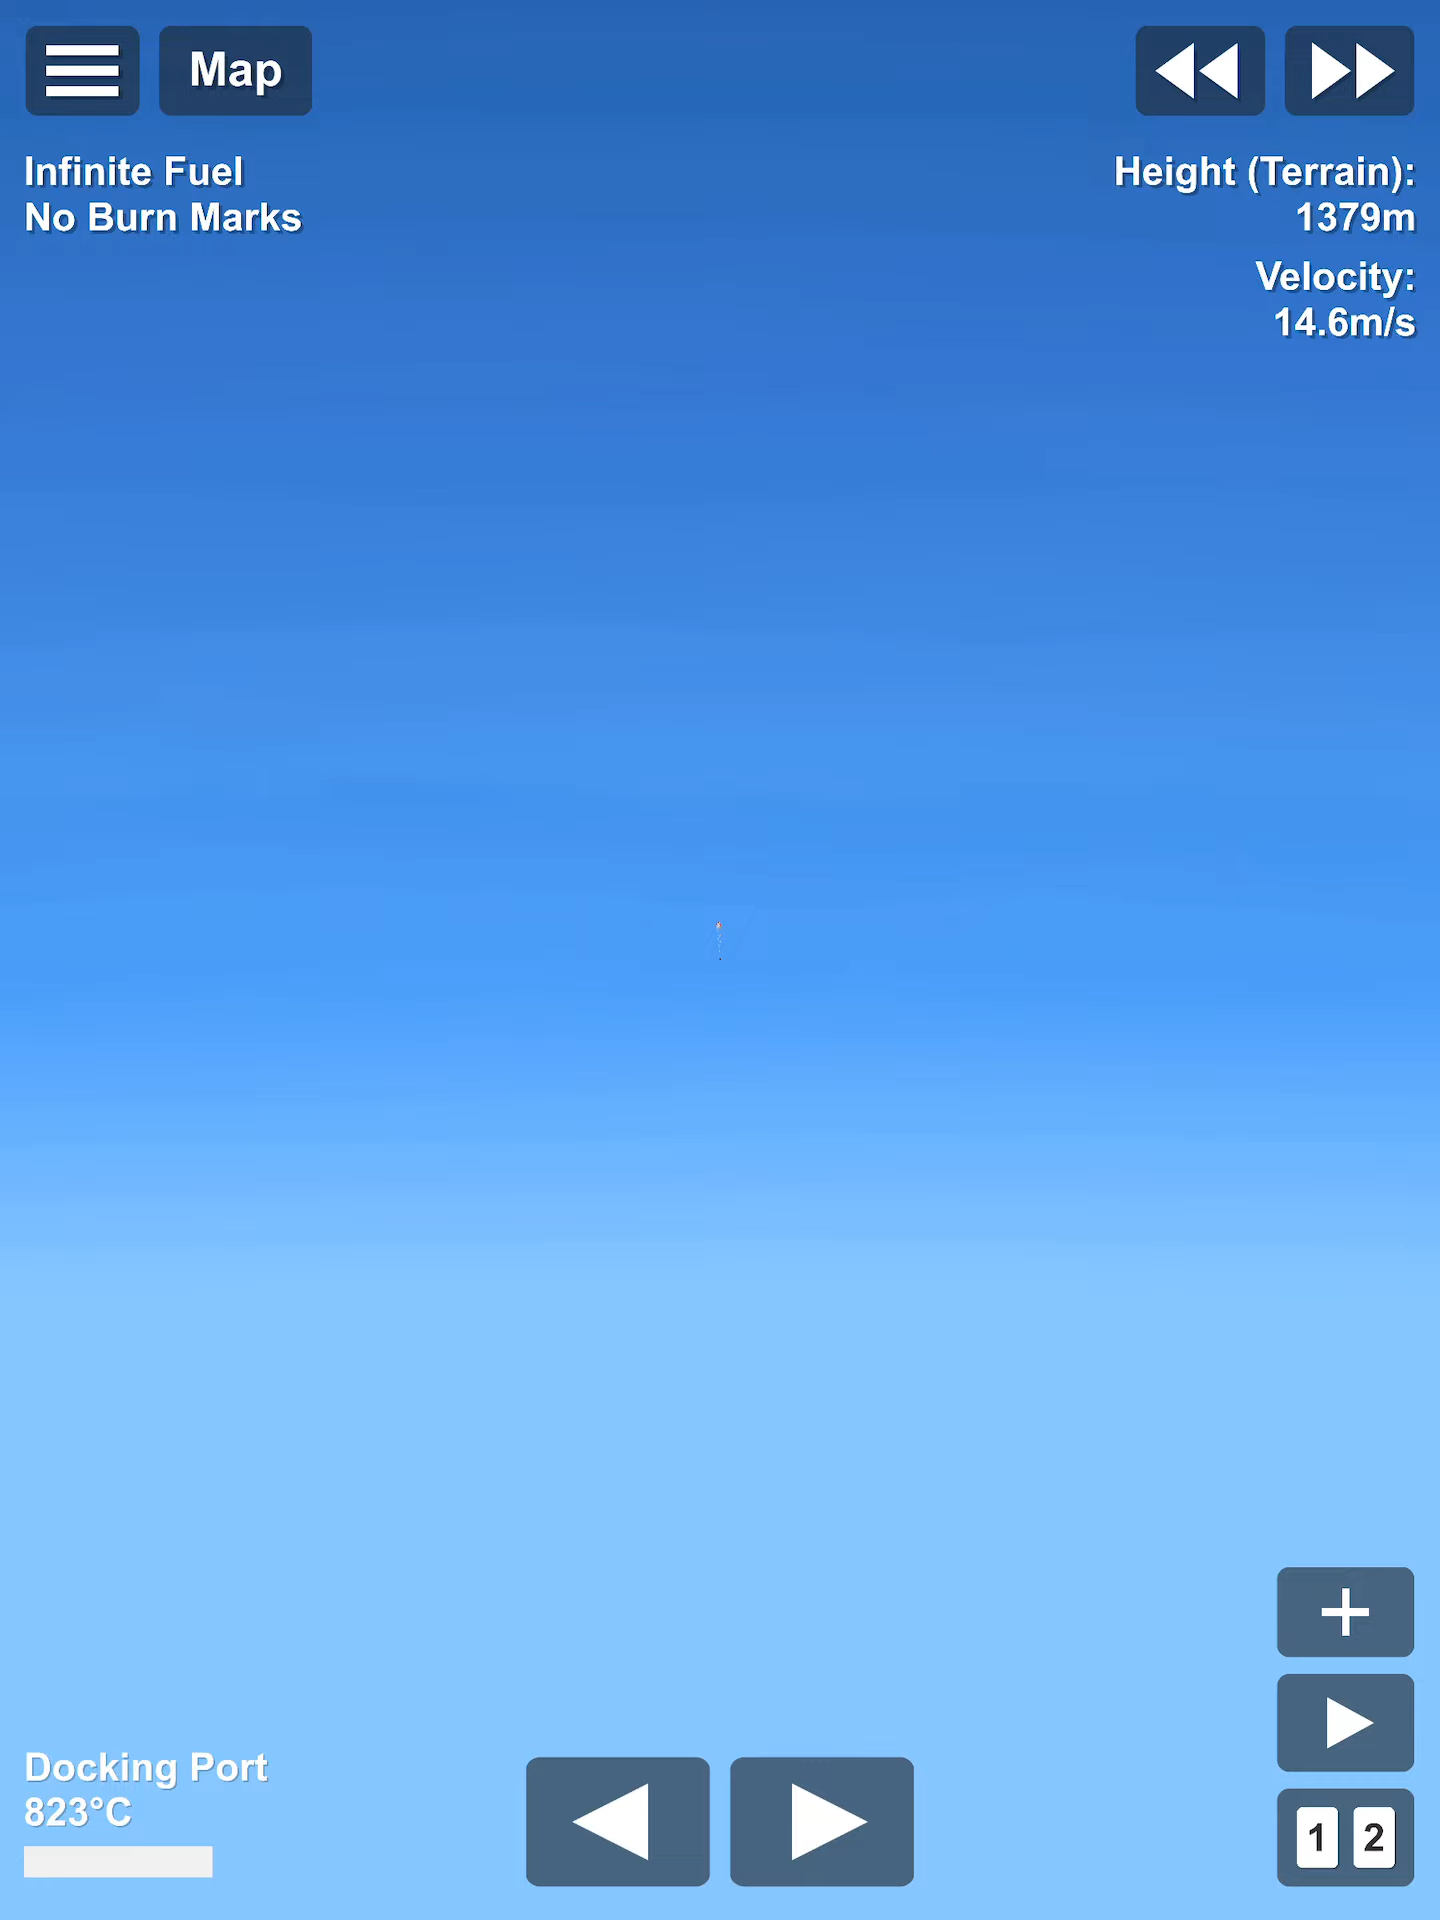 Map
Infinite Fuel
No Burn Marks
Height (Terrain):
1379m
Velocity:
14.6m/s
Docking Port
823°C
1 2